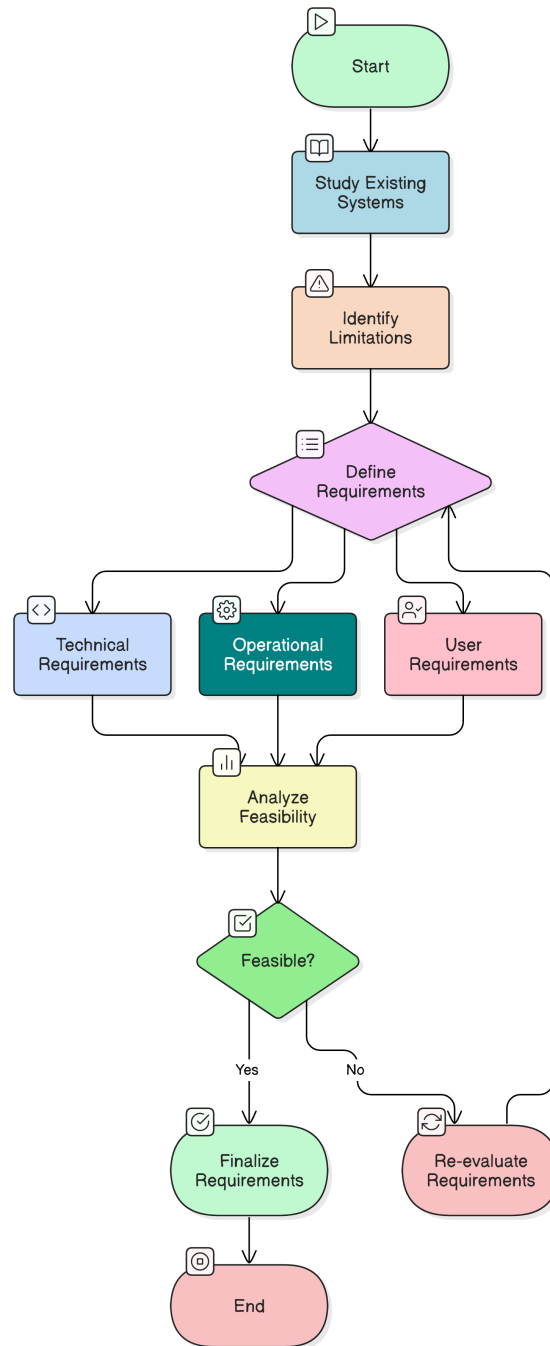 Start
Study Existing
Systems
Identify
Limitations
Define
Requirements
Technical
Requirements
Operational
Requirements
User
Requirements
Analyze
Feasibility
Feasible?
Yes
No
Finalize
Requirements
Re-evaluate
Requirements
End